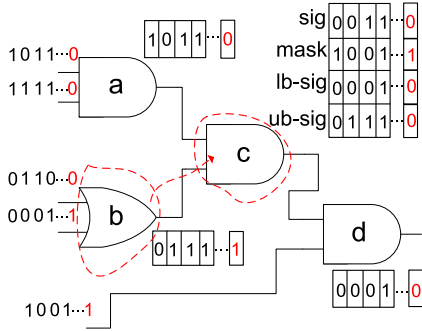 sig 0 0 1 1 ... 0
mask 1 0 0 1 ... 1
lb-sig 0 0 0 0 ... 0
ub-sig 0 1 1 1 ... 0
1 0 1 1 ... 0
1011...0
1111...0
a
c
0110...0
0001...1
b
d
0 1 1 1 ... 1
1001...1
0 0 0 1 ... 0